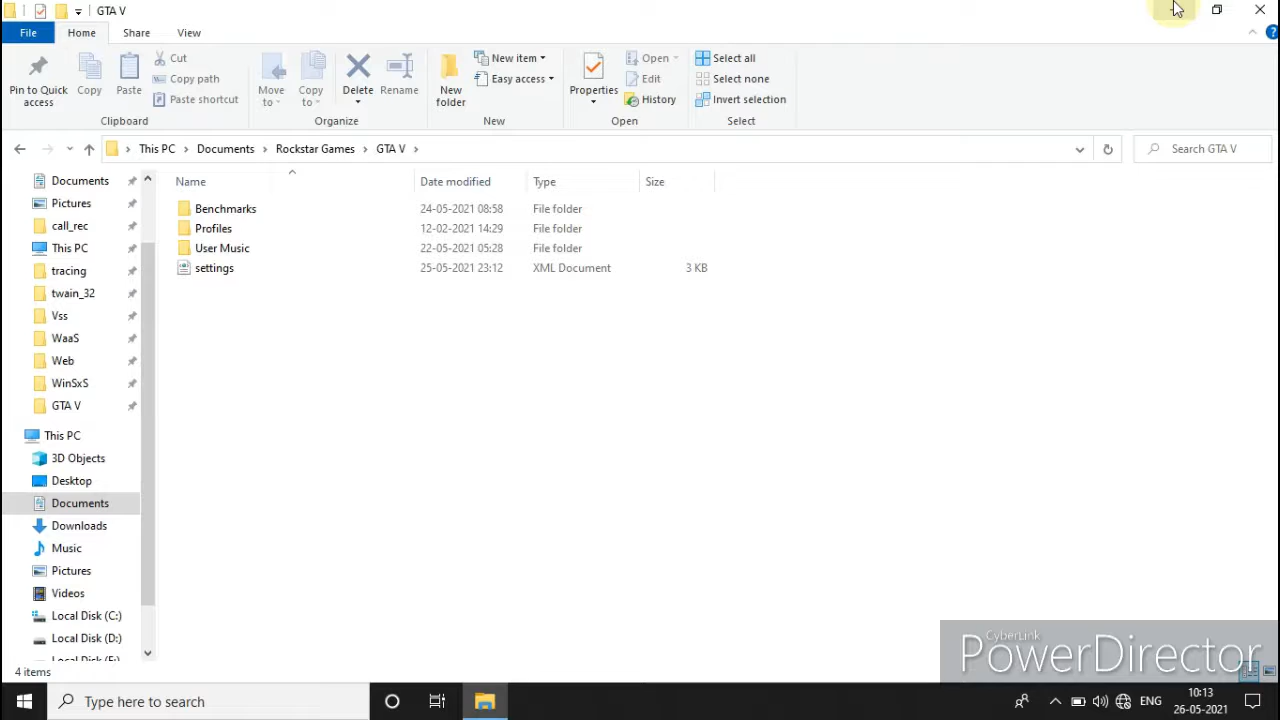 GTA V
File Home Share View
Pin to Quick access
Copy
Paste
Cut
Copy path
Paste shortcut
Clipboard
Move to
Copy to
Delete
Rename
Organize
New folder
New item
Easy access
New
Properties
Open
Edit
History
Open
Select all
Select none
Invert selection
Select
This PC > Documents > Rockstar Games > GTA V >
Search GTA V
Name Date modified Type Size
Benchmarks 24-05-2021 08:58 File folder
Profiles 12-02-2021 14:29 File folder
User Music 22-05-2021 05:28 File folder
settings 25-05-2021 23:12 XML Document 3 KB
Documents
Pictures
call_rec
This PC
tracing
twain_32
Vss
WaaS
Web
WinSxS
GTA V
This PC
3D Objects
Desktop
Documents
Downloads
Music
Pictures
Videos
Local Disk (C:)
Local Disk (D:)
Local Disk (F:)
4 items
CyberLink
PowerDirector
Type here to search
ENG
10:13
26-05-2021